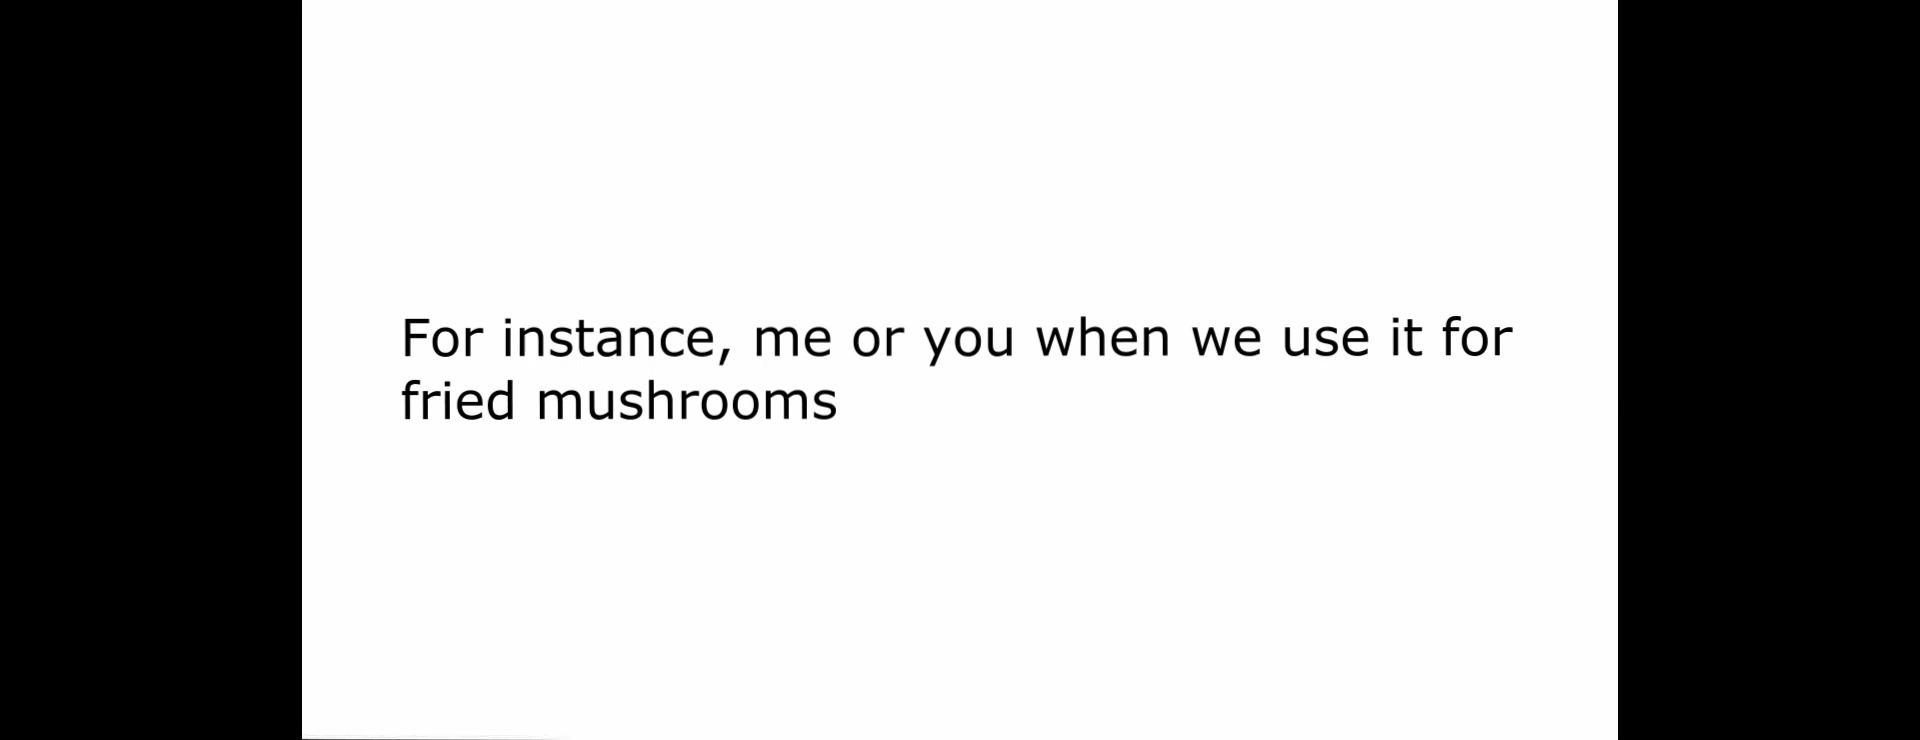 For instance, me or you when we use it for
fried mushrooms